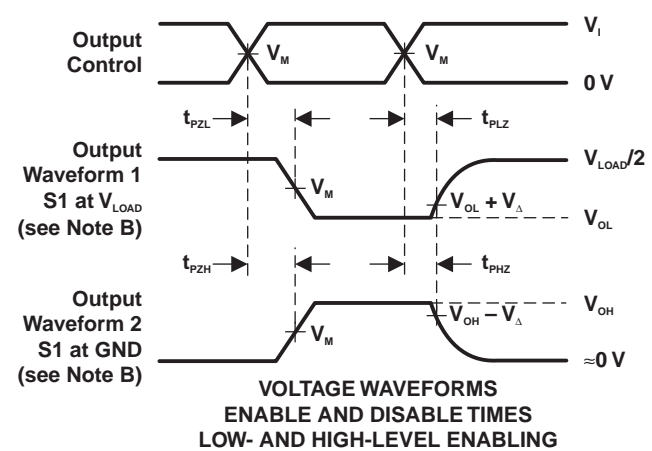 Output
Control
V_M
V_M
V_I
0 V
t_PZL
t_PLZ
Output
Waveform 1
S1 at V_LOAD
(see Note B)
V_M
V_OL + V_Δ
V_LOAD/2
V_OL
t_PZH
t_PHZ
Output
Waveform 2
S1 at GND
(see Note B)
V_M
V_OH − V_Δ
V_OH
≈0 V
VOLTAGE WAVEFORMS
ENABLE AND DISABLE TIMES
LOW- AND HIGH-LEVEL ENABLING